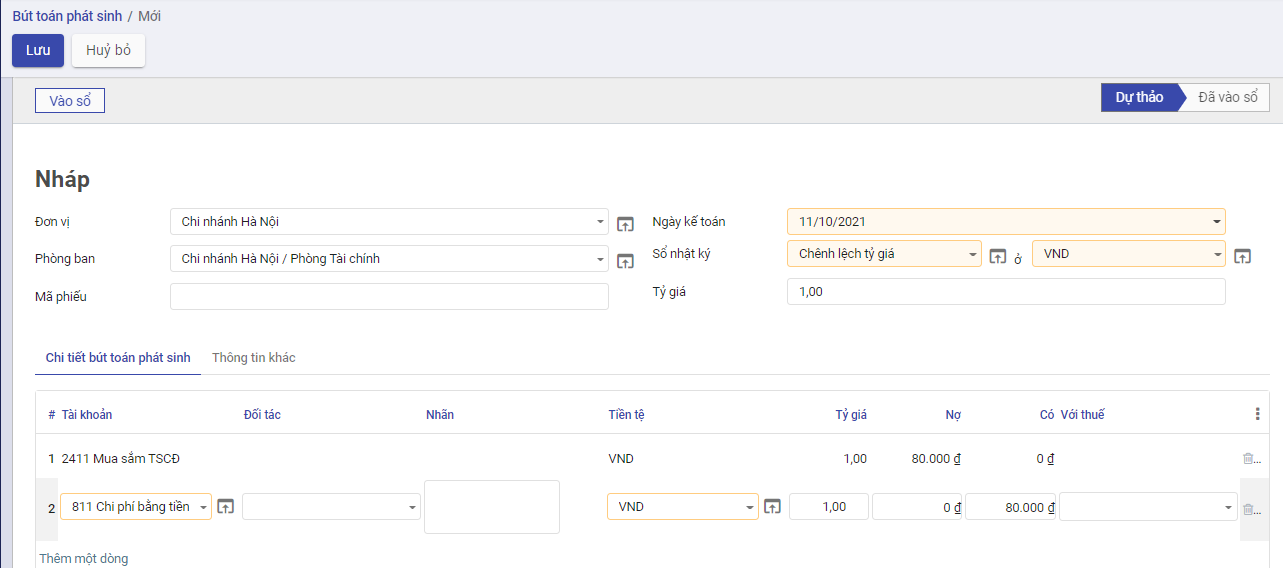 Bút toán phát sinh / Mới
Lưu Huỷ bỏ
Vào sổ Dự thảo Đã vào sổ
Nháp
Đơn vị Chi nhánh Hà Nội Ngày kế toán 11/10/2021
Phòng ban Chi nhánh Hà Nội / Phòng Tài chính Sổ nhật ký Chênh lệch tỷ giá ở VND
Mã phiếu Tỷ giá 1,00
Chi tiết bút toán phát sinh Thông tin khác
# Tài khoản Đối tác Nhãn Tiền tệ Tỷ giá Nợ Có Với thuế
1 2411 Mua sắm TSCĐ VND 1,00 80.000 ₫ 0 ₫ ...
2 811 Chi phí bằng tiền VND 1,00 0 ₫ 80.000 ₫ ...
Thêm một dòng